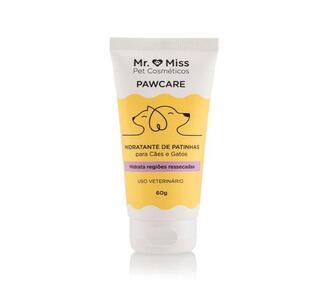 Mr. & Miss
Pet Cosméticos
PAWCARE
HIDRATANTE DE PATINHAS
para Cães e Gatos
Hidrata regiões ressecadas
USO VETERINÁRIO
60g